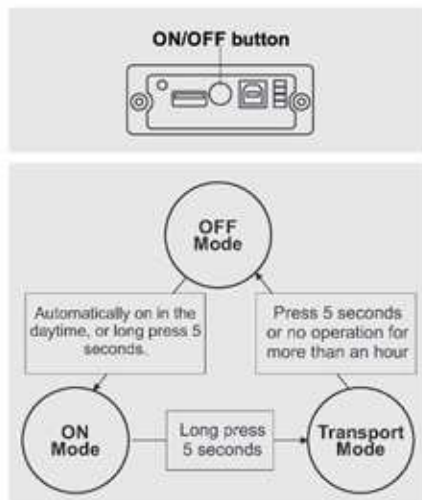 ON/OFF button
OFF
Mode
Automatically on in the
daytime, or long press 5
seconds.
Press 5 seconds
or no operation for
more than an hour
ON
Mode
Long press
5 seconds
Transport
Mode